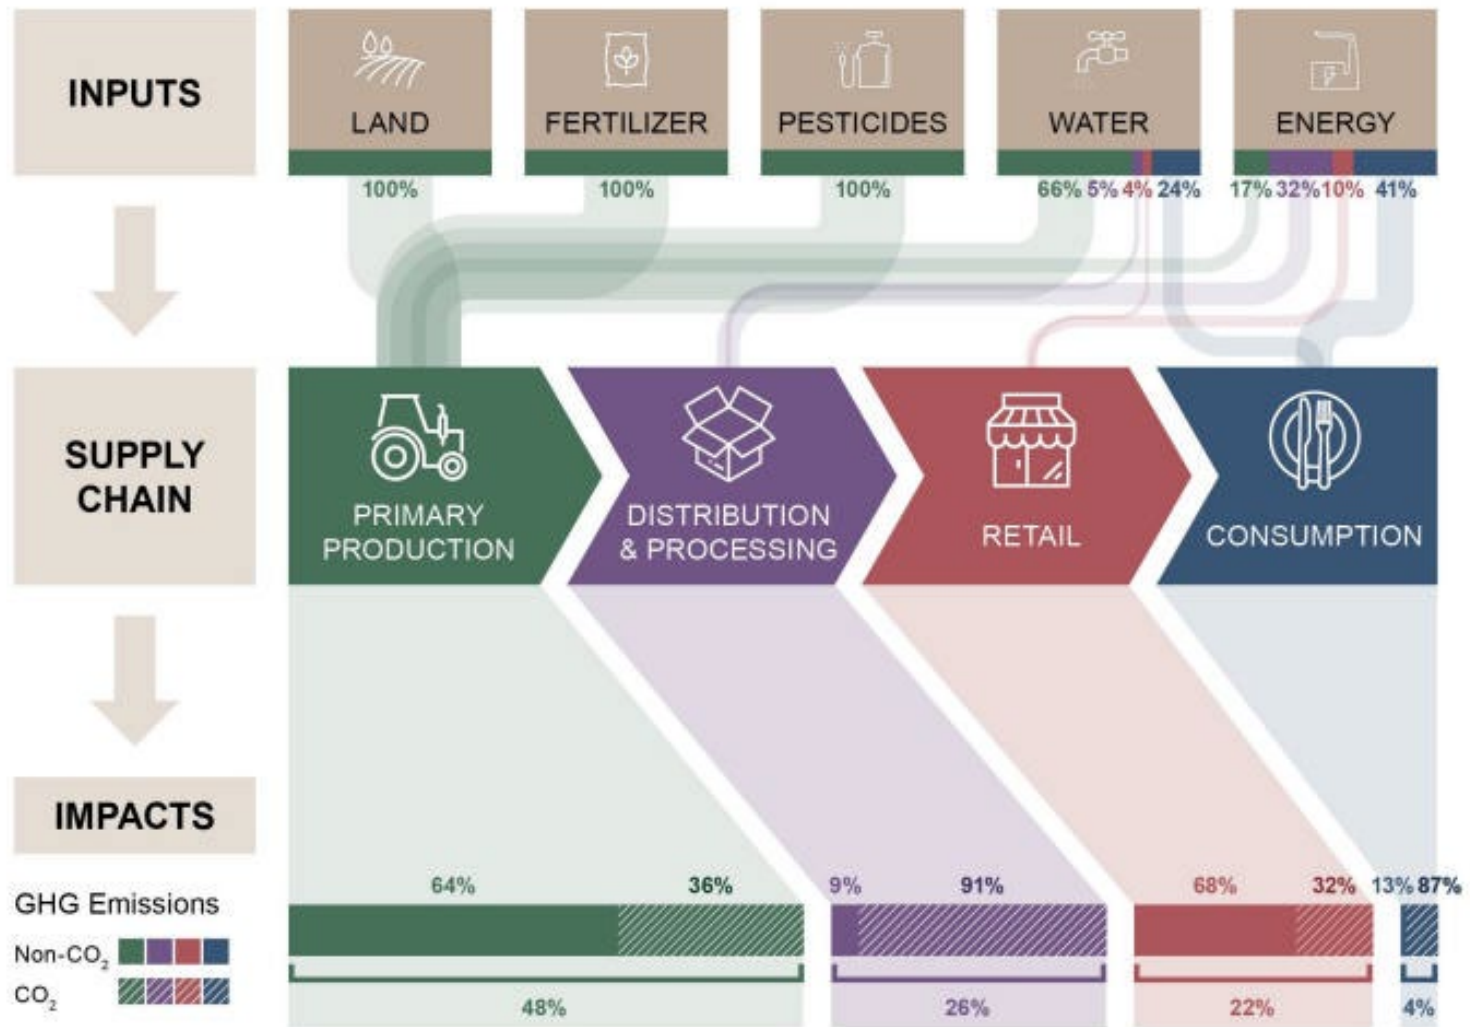 INPUTS
LAND
FERTILIZER
PESTICIDES
WATER
ENERGY
100%
100%
100%
66% 5% 4% 24%
17% 32% 10% 41%
SUPPLY
CHAIN
PRIMARY
PRODUCTION
DISTRIBUTION
& PROCESSING
RETAIL
CONSUMPTION
IMPACTS
GHG Emissions
Non-CO₂
CO₂
64% 36%
9% 91%
68% 32%
13% 87%
48%
26%
22%
4%